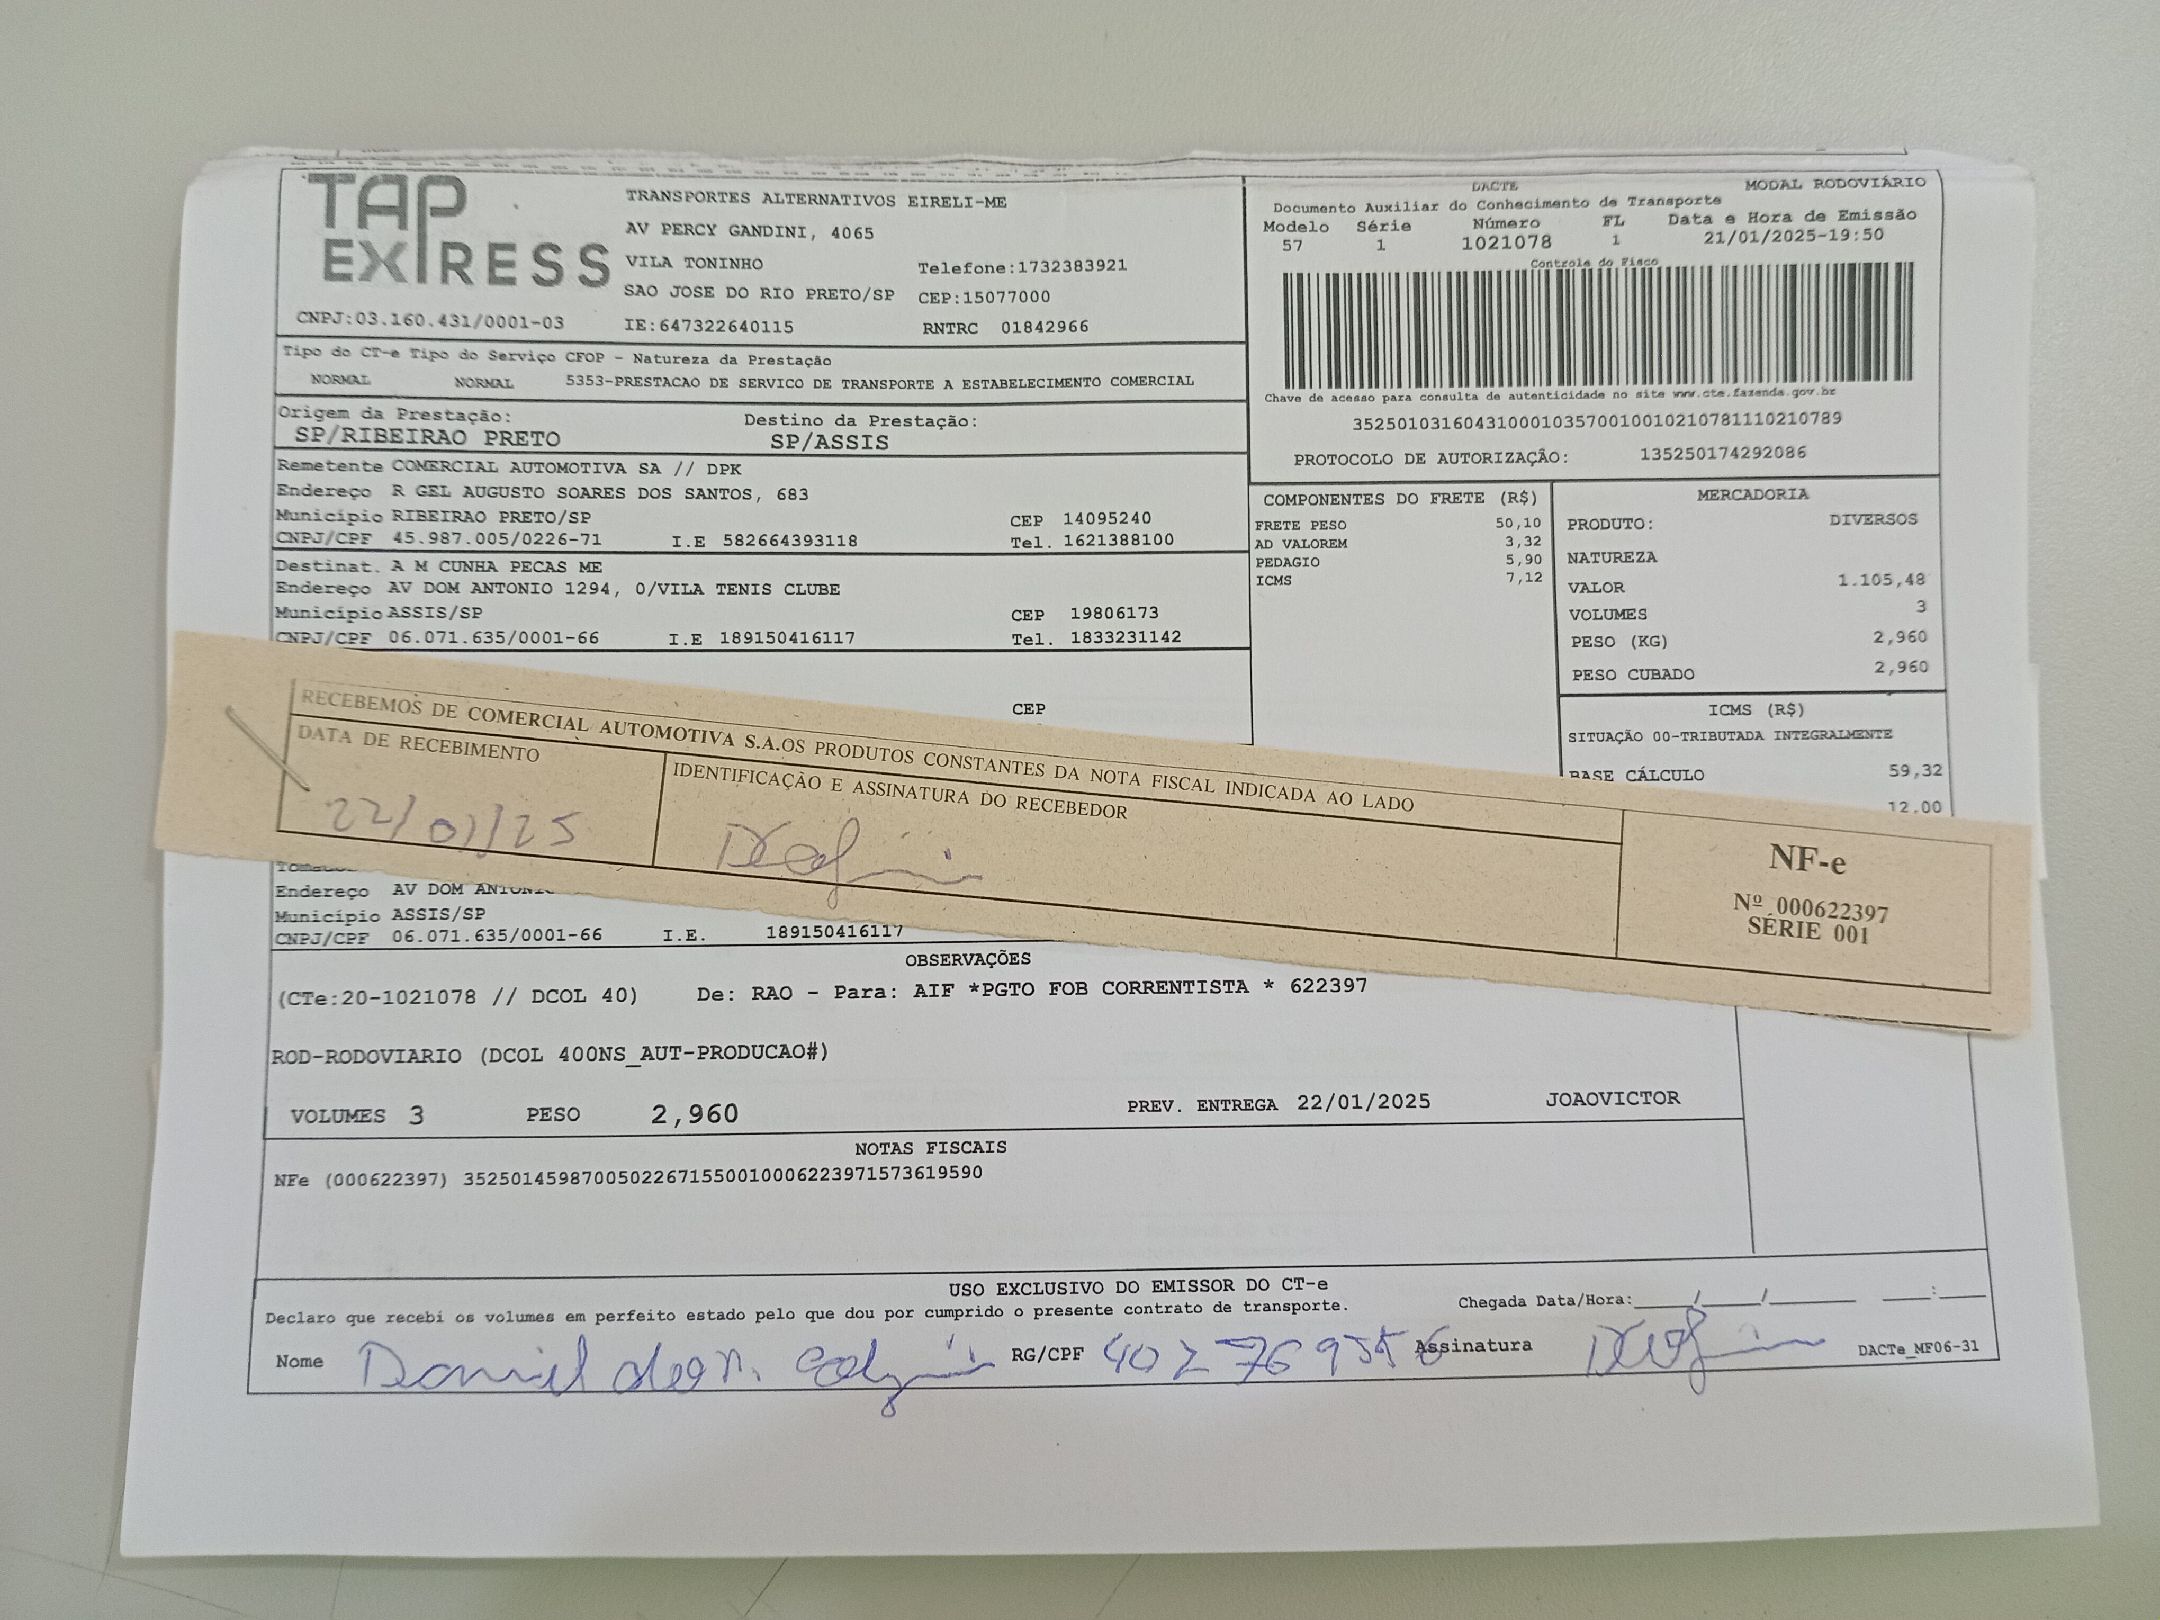 TAP EXPRESS
TRANSPORTES ALTERNATIVOS EIRELI-ME
AV PERCY GANDINI, 4065
VILA TONINHO Telefone:1732383921
SAO JOSE DO RIO PRETO/SP CEP:15077000
CNPJ:03.160.431/0001-03 IE:647322640115 RNTRC 01842966
DACTE MODAL RODOVIÁRIO
Documento Auxiliar do Conhecimento de Transporte
Modelo Série Número FL Data e Hora de Emissão
57 1 1021078 1 21/01/2025-19:50
Controle do Fisco
Chave de acesso para consulta de autenticidade no site www.cte.fazenda.gov.br
35250103160431000103570010010210781110210789
PROTOCOLO DE AUTORIZAÇÃO: 135250174292086
Tipo do CT-e Tipo do Serviço CFOP - Natureza da Prestação
NORMAL NORMAL 5353-PRESTACAO DE SERVICO DE TRANSPORTE A ESTABELECIMENTO COMERCIAL
Origem da Prestação: Destino da Prestação:
SP/RIBEIRAO PRETO SP/ASSIS
Remetente COMERCIAL AUTOMOTIVA SA // DPK
Endereço R GEL AUGUSTO SOARES DOS SANTOS, 683
Município RIBEIRAO PRETO/SP CEP 14095240
CNPJ/CPF 45.987.005/0226-71 I.E 582664393118 Tel. 1621388100
Destinat. A M CUNHA PECAS ME
Endereço AV DOM ANTONIO 1294, 0/VILA TENIS CLUBE
Município ASSIS/SP CEP 19806173
CNPJ/CPF 06.071.635/0001-66 I.E 189150416117 Tel. 1833231142
CEP
COMPONENTES DO FRETE (R$)
FRETE PESO 50,10
AD VALOREM 3,32
PEDAGIO 5,90
ICMS 7,12
MERCADORIA
PRODUTO: DIVERSOS
NATUREZA
VALOR 1.105,48
VOLUMES 3
PESO (KG) 2,960
PESO CUBADO 2,960
ICMS (R$)
SITUAÇÃO 00-TRIBUTADA INTEGRALMENTE
BASE CÁLCULO 59,32
12,00
RECEBEMOS DE COMERCIAL AUTOMOTIVA S.A.OS PRODUTOS CONSTANTES DA NOTA FISCAL INDICADA AO LADO
DATA DE RECEBIMENTO IDENTIFICAÇÃO E ASSINATURA DO RECEBEDOR
22/01/25
NF-e
Nº 000622397
SÉRIE 001
Endereço AV DOM
Município ASSIS/SP
CNPJ/CPF 06.071.635/0001-66 I.E. 189150416117
OBSERVAÇÕES
(CTe:20-1021078 // DCOL 40) De: RAO - Para: AIF *PGTO FOB CORRENTISTA * 622397
ROD-RODOVIARIO (DCOL 400NS_AUT-PRODUCAO#)
VOLUMES 3 PESO 2,960 PREV. ENTREGA 22/01/2025 JOAOVICTOR
NOTAS FISCAIS
NFe (000622397) 35250145987005022671550010006223971573619590
USO EXCLUSIVO DO EMISSOR DO CT-e
Declaro que recebi os volumes em perfeito estado pelo que dou por cumprido o presente contrato de transporte. Chegada Data/Hora:____/____/______ ___:___
Nome Daniel RG/CPF Assinatura DACTe_MF06-31